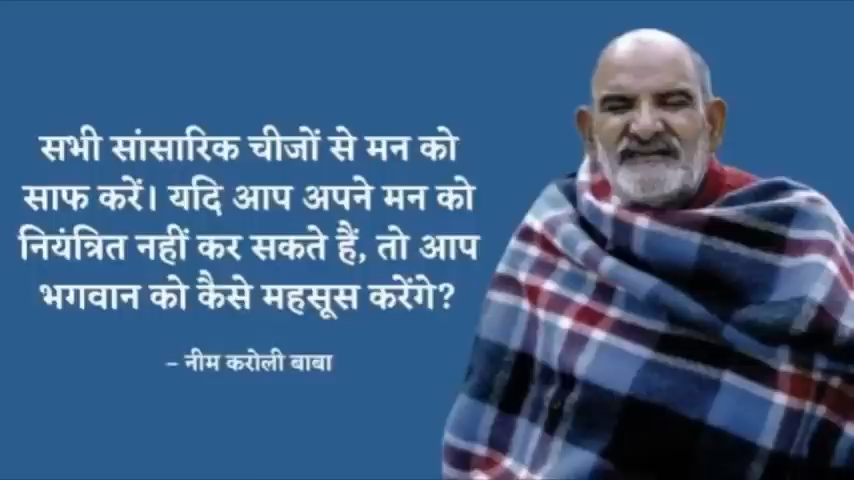 सभी सांसारिक चीजों से मन को
साफ करें। यदि आप अपने मन को
नियंत्रित नहीं कर सकते हैं, तो आप
भगवान को कैसे महसूस करेंगे?
– नीम करोली बाबा